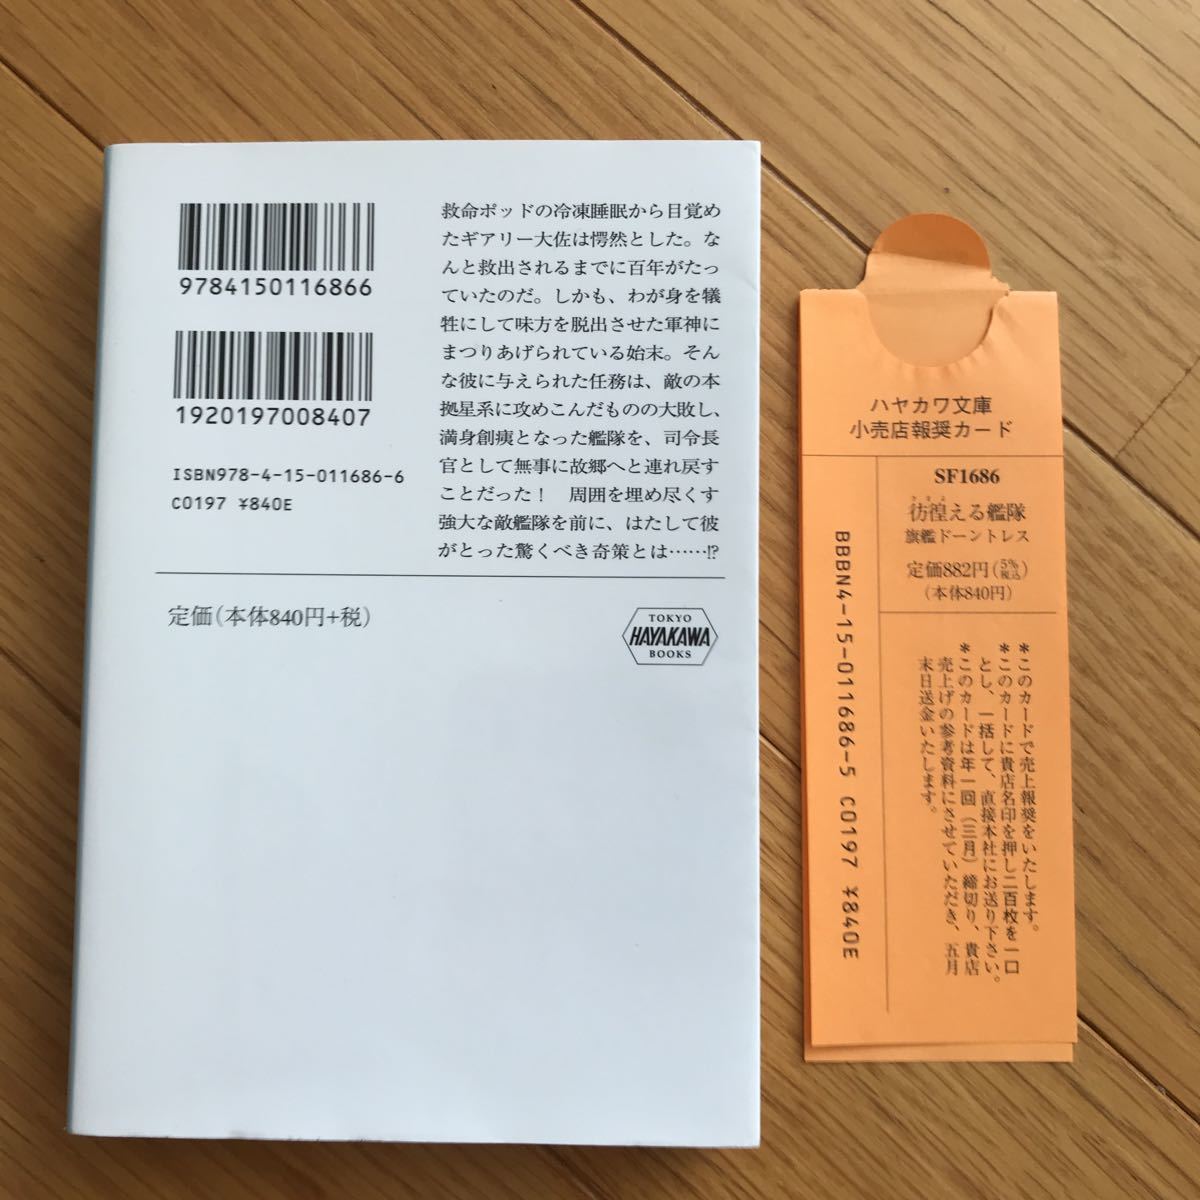 9784150116866
1920197008407
ISBN978-4-15-011686-6
C0197 ¥840E
救命ポッドの冷凍睡眠から目覚め
たギアリー大佐は愕然とした。な
んと救出されるまでに百年がたっ
ていたのだ。しかも、わが身を犠
牲にして味方を脱出させた軍神に
まつりあげられている始末。そん
な彼に与えられた任務は、敵の本
拠星系に攻めこんだものの大敗し、
満身創痍となった艦隊を、司令長
官として無事に故郷へと連れ戻す
ことだった！　周囲を埋め尽くす
強大な敵艦隊を前に、はたして彼
がとった驚くべき奇策とは……!?
定価（本体840円+税）
TOKYO
HAYAKAWA
BOOKS
ハヤカワ文庫
小売店報奨カード
SF1686
さまよ
彷徨える艦隊
旗艦ドーントレス
定価882円（5%税込）
（本体840円）
＊このカードで売上報奨をいたします。
＊このカードに貴店名印を押し二百枚を一口
とし、一括して、直接本社にお送り下さい。
＊このカードは年一回（三月）締切り、貴店
売上げの参考資料にさせていただき、五月
末日送金いたします。
BBBN4-15-011686-5 C0197 ¥840E